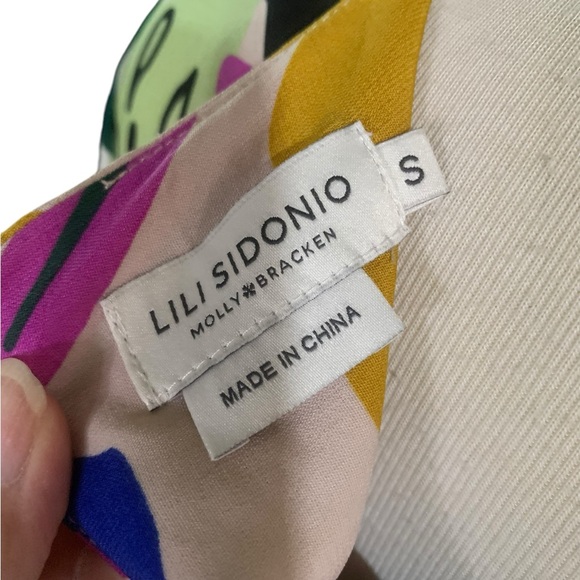 LILI SIDONIO
MOLLY BRACKEN
S
MADE IN CHINA